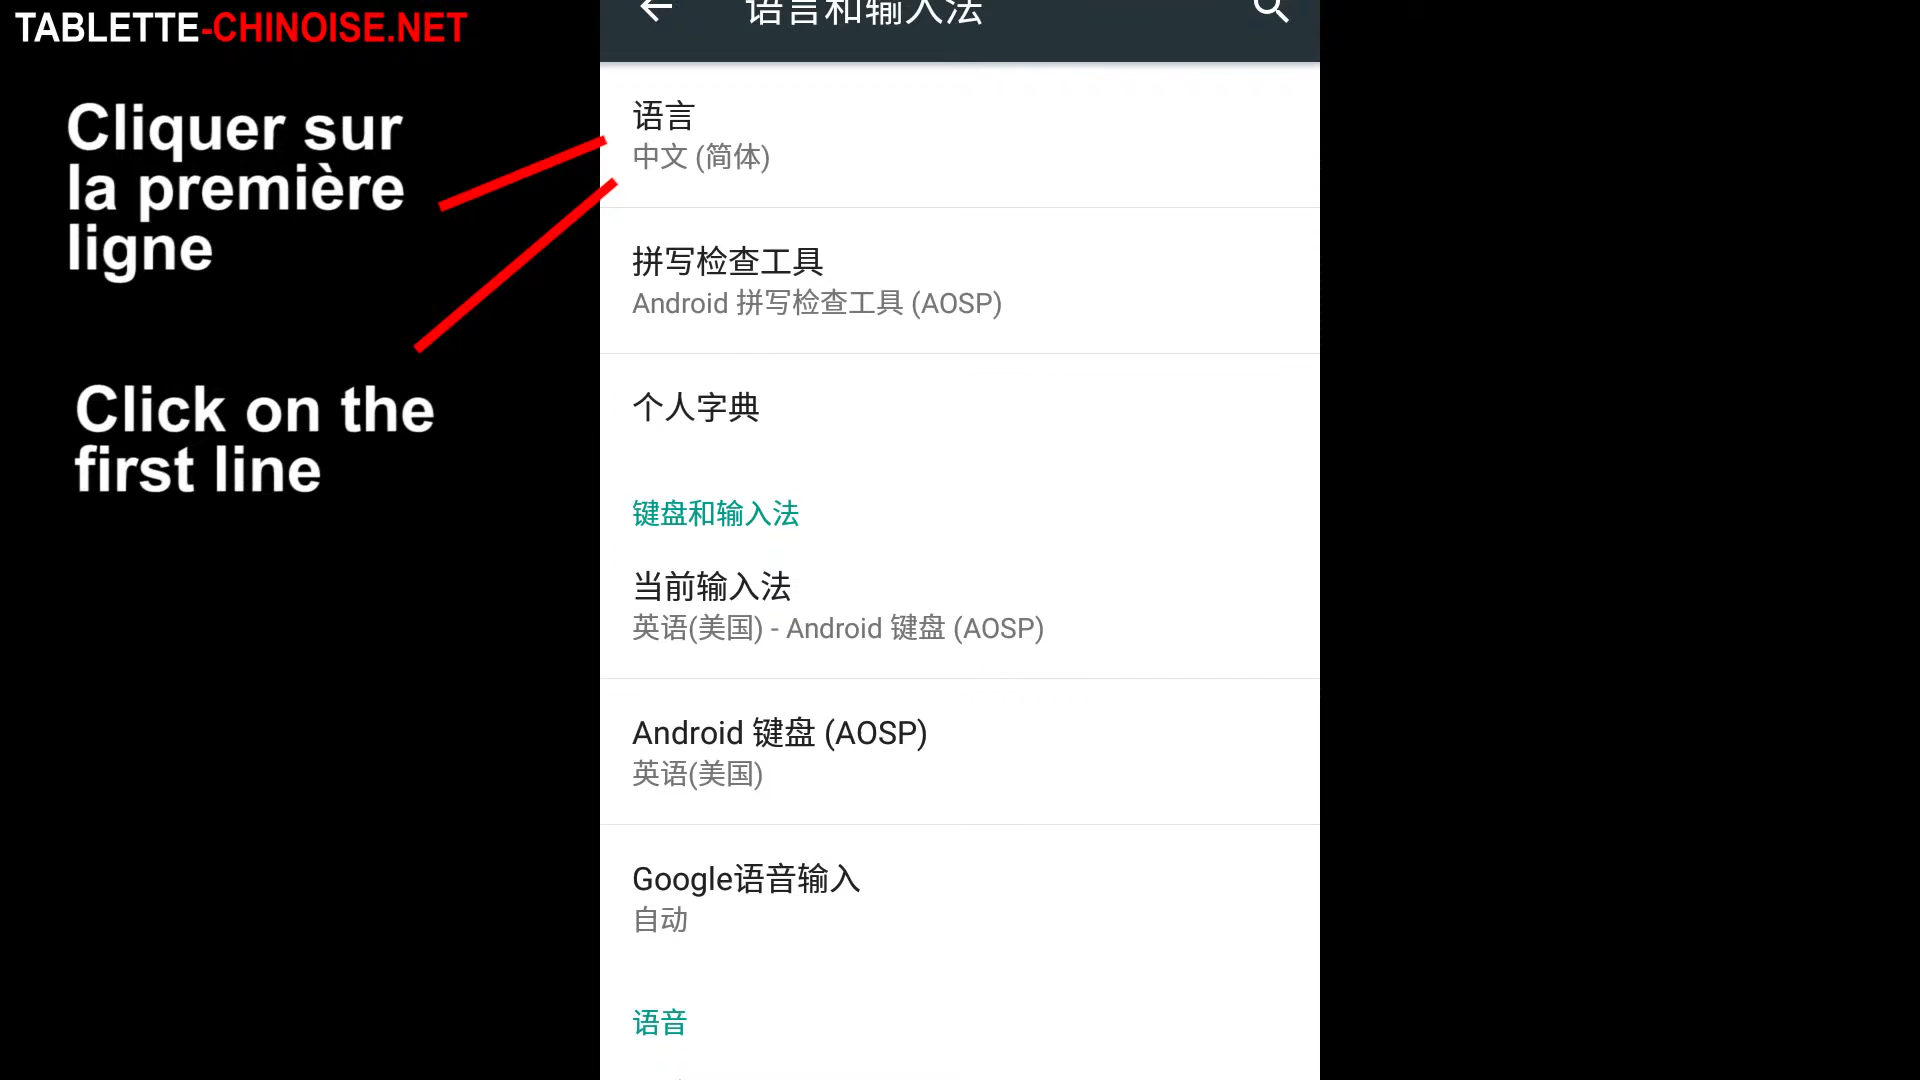 TABLETTE-CHINOISE.NET
Cliquer sur
la première
ligne
Click on the
first line
语言和输入法
语言
中文 (简体)
拼写检查工具
Android 拼写检查工具 (AOSP)
个人字典
键盘和输入法
当前输入法
英语(美国) - Android 键盘 (AOSP)
Android 键盘 (AOSP)
英语(美国)
Google语音输入
自动
语音